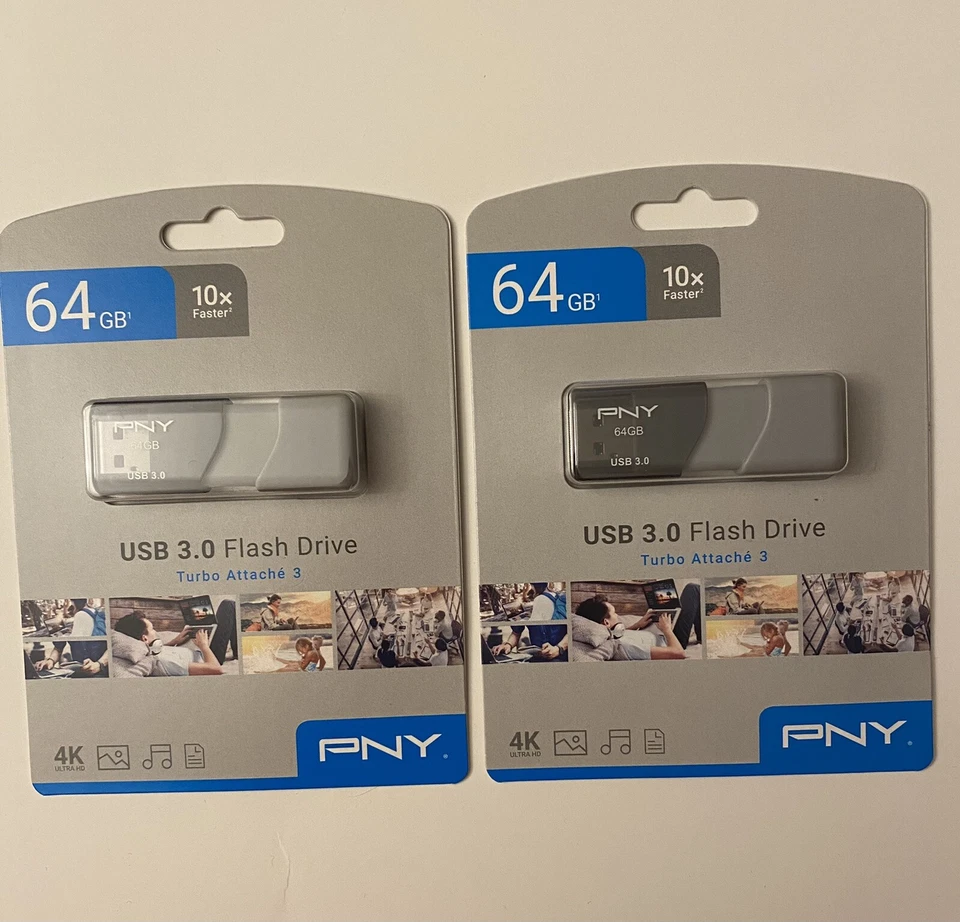 64 GB¹
10x
Faster²
PNY
64GB
USB 3.0
USB 3.0 Flash Drive
Turbo Attaché 3
4K
ULTRA HD
PNY
64 GB¹
10x
Faster²
PNY
64GB
USB 3.0
USB 3.0 Flash Drive
Turbo Attaché 3
4K
ULTRA HD
PNY